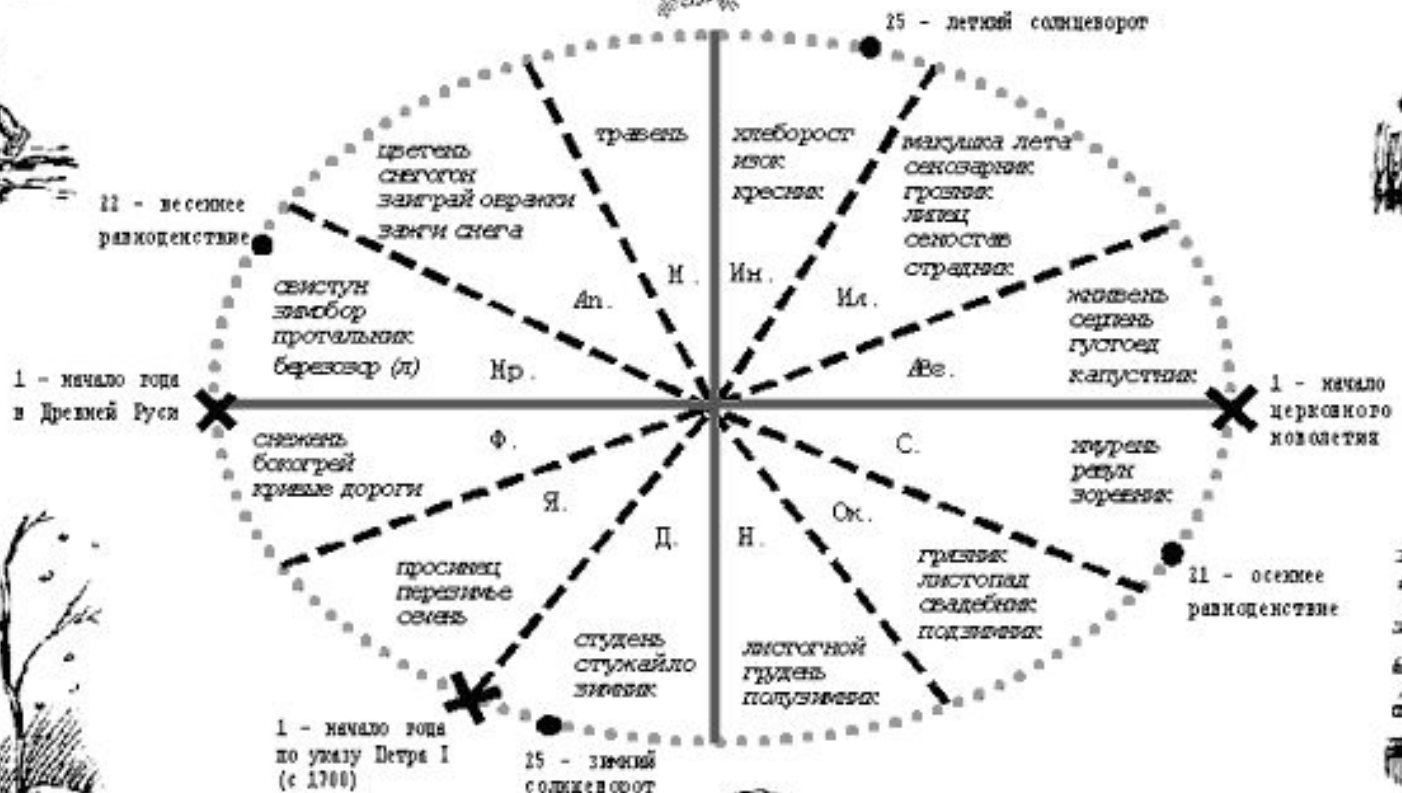 25 - летний солнцеворот
травень
хлеборост
изок
кресник
макушка лета
сенозарник
грозник
липец
сеностав
страдник
цветень
снегогон
заиграй овражки
зажги снега
22 - весеннее
равноденствие
М.
Ин.
Ил.
Ап.
свистун
зимобор
протальник
березозор (л)
жнивень
серпень
густоед
капустник
Мр.
Авг.
1 - начало года
в Древней Руси
1 - начало
церковного
новолетия
Ф.
С.
снежень
бокогрей
кривые дороги
хмурень
ревун
зоревник
Я.
Ок.
Д.
Н.
просинец
перезимье
сечень
грязник
листопад
свадебник
подзимник
21 - осеннее
равноденствие
студень
стужайло
зимник
листогной
грудень
полузимник
1 - начало года
по указу Петра I
(с 1700)
25 - зимний
солнцеворот